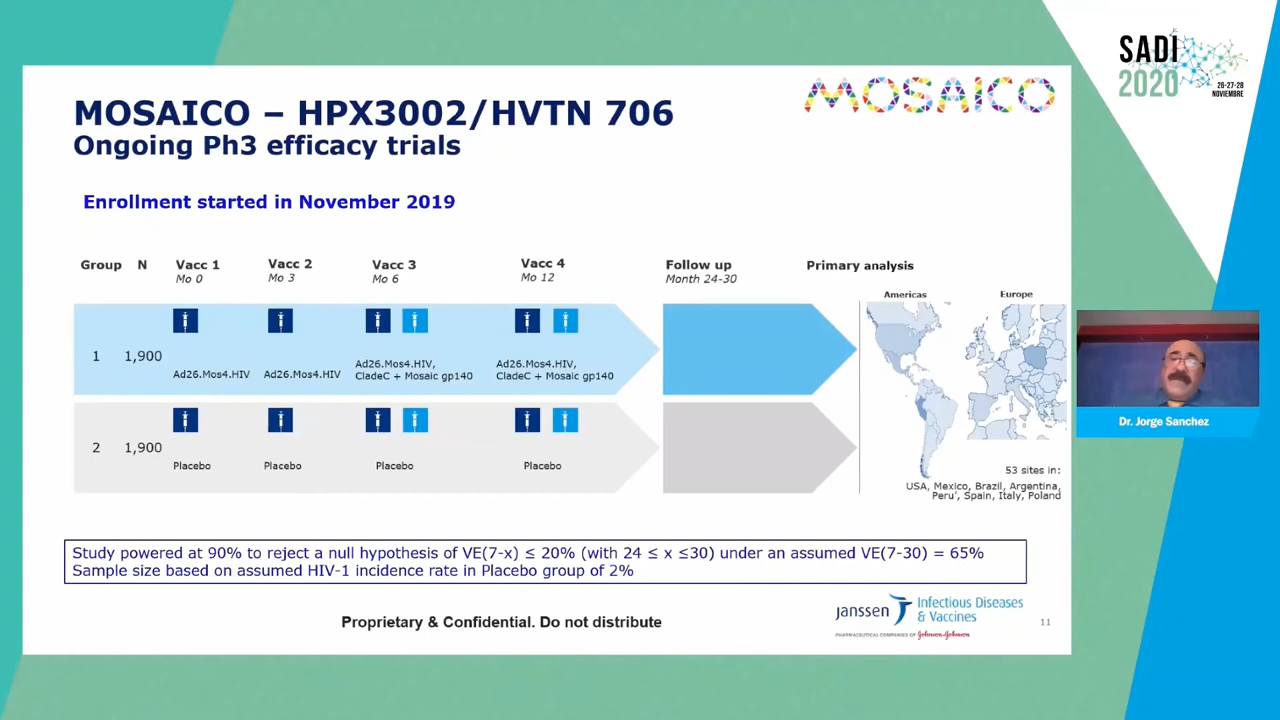 SADI
2020
26-27-28
NOVIEMBRE
MOSAICO
MOSAICO – HPX3002/HVTN 706
Ongoing Ph3 efficacy trials
Enrollment started in November 2019
Group N Vacc 1 Vacc 2 Vacc 3 Vacc 4 Follow up Primary analysis
Mo 0 Mo 3 Mo 6 Mo 12 Month 24-30
Americas Europe
1 1,900
Ad26.Mos4.HIV Ad26.Mos4.HIV
Ad26.Mos4.HIV,
CladeC + Mosaic gp140
Ad26.Mos4.HIV,
CladeC + Mosaic gp140
2 1,900
Placebo Placebo Placebo Placebo
53 sites in:
USA, Mexico, Brazil, Argentina,
Peru’, Spain, Italy, Poland
Dr. Jorge Sanchez
Study powered at 90% to reject a null hypothesis of VE(7-x) ≤ 20% (with 24 ≤ x ≤30) under an assumed VE(7-30) = 65%
Sample size based on assumed HIV-1 incidence rate in Placebo group of 2%
Proprietary & Confidential. Do not distribute
janssen Infectious Diseases
& Vaccines
PHARMACEUTICAL COMPANIES OF Johnson&Johnson
11